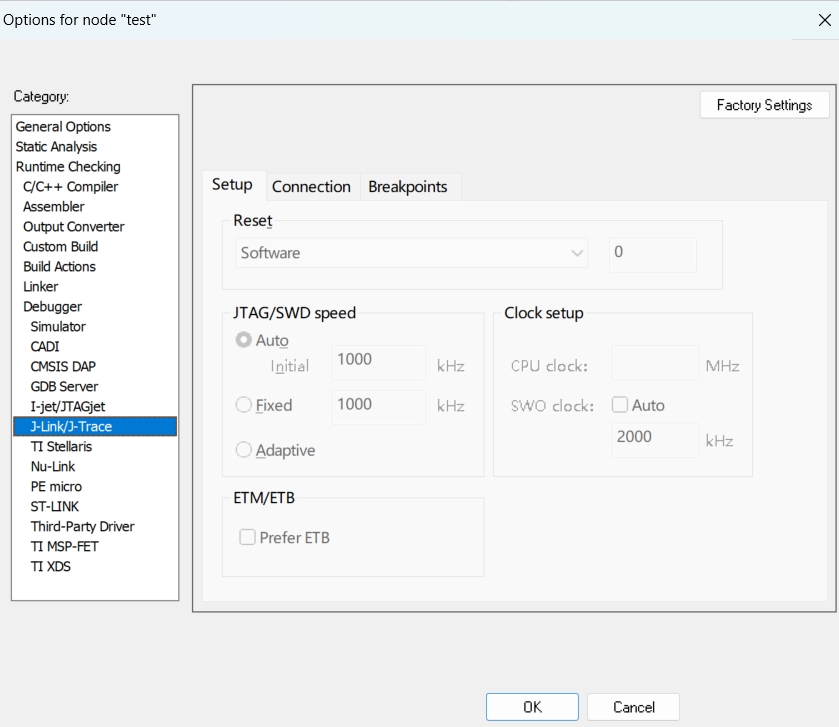 Options for node "test"
Category:
Factory Settings
General Options
Static Analysis
Runtime Checking
C/C++ Compiler
Assembler
Output Converter
Custom Build
Build Actions
Linker
Debugger
Simulator
CADI
CMSIS DAP
GDB Server
I-jet/JTAGjet
J-Link/J-Trace
TI Stellaris
Nu-Link
PE micro
ST-LINK
Third-Party Driver
TI MSP-FET
TI XDS
Setup Connection Breakpoints
Reset
Software 0
JTAG/SWD speed
Auto
Initial 1000 kHz
Fixed 1000 kHz
Adaptive
Clock setup
CPU clock: MHz
SWO clock: Auto
2000 kHz
ETM/ETB
Prefer ETB
OK Cancel